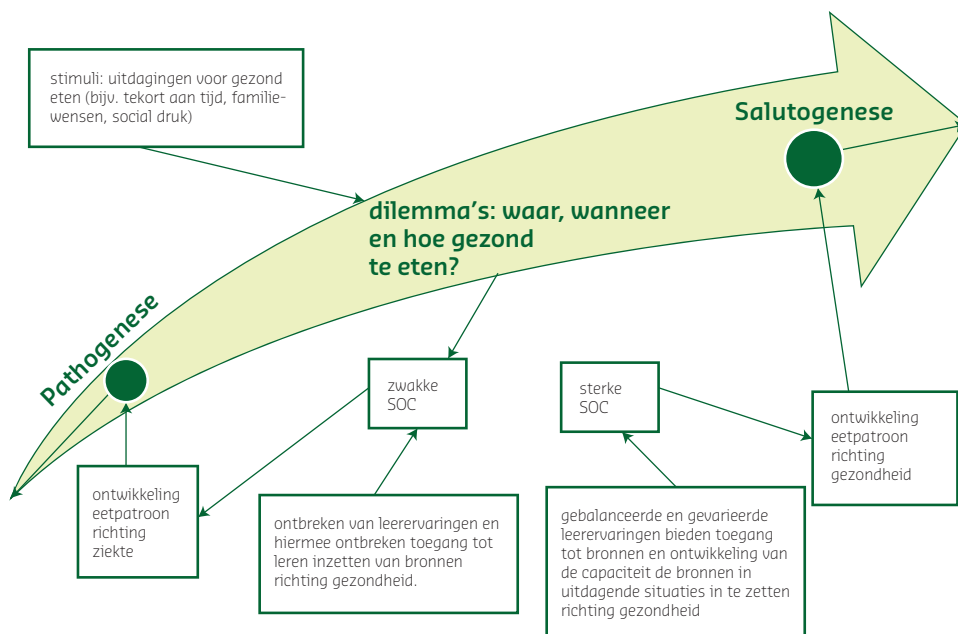 stimuli: uitdagingen voor gezond
eten (bijv. tekort aan tijd, familie-
wensen, social druk)
Salutogenese
dilemma's: waar, wanneer
en hoe gezond
te eten?
Pathogenese
zwakke
SOC
sterke
SOC
ontwikkeling
eetpatroon
richting
gezondheid
ontwikkeling
eetpatroon
richting
ziekte
ontbreken van leerervaringen en
hiermee ontbreken toegang tot
leren inzetten van bronnen
richting gezondheid.
gebalanceerde en gevarieerde
leerervaringen bieden toegang
tot bronnen en ontwikkeling van
de capaciteit de bronnen in
uitdagende situaties in te zetten
richting gezondheid